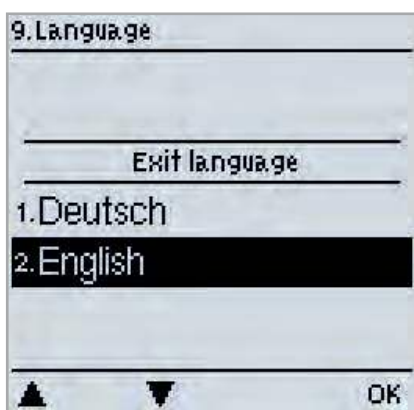 9.Language
Exit language
1.Deutsch
2.English
▲ ▼ OK